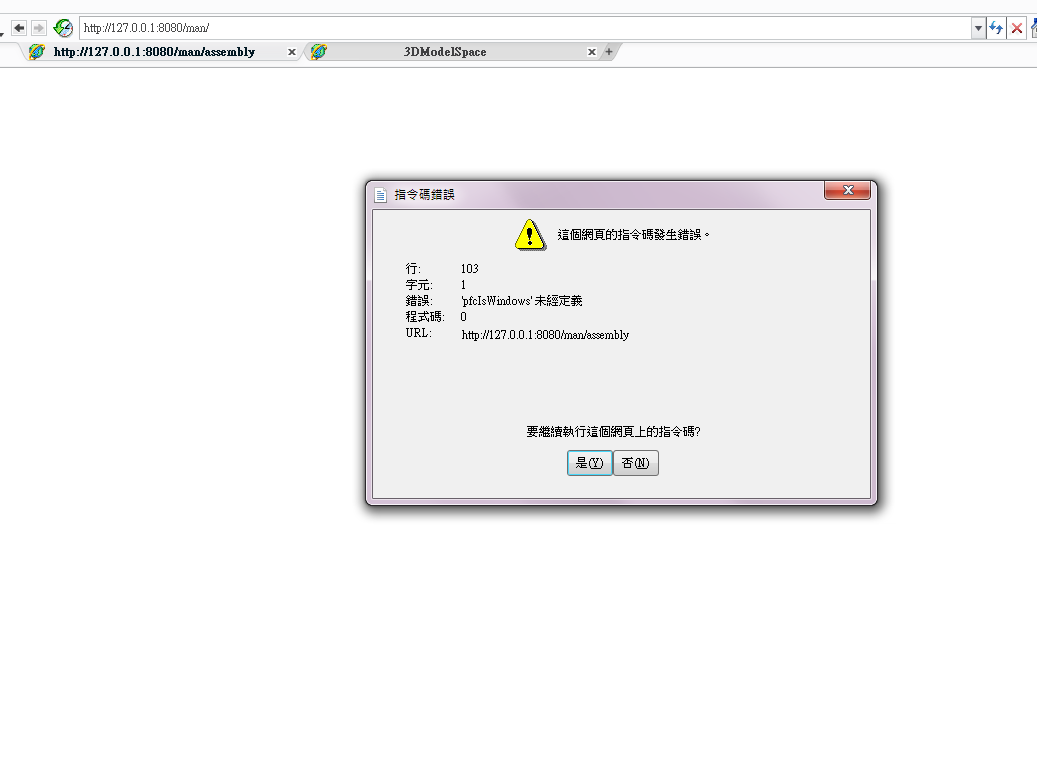 http://127.0.0.1:8080/man/
http://127.0.0.1:8080/man/assembly
3DModelSpace
指令碼錯誤
這個網頁的指令碼發生錯誤。
行: 103
字元: 1
錯誤: 'pfcIsWindows' 未經定義
程式碼: 0
URL: http://127.0.0.1:8080/man/assembly
要繼續執行這個網頁上的指令碼?
是(Y) 否(N)